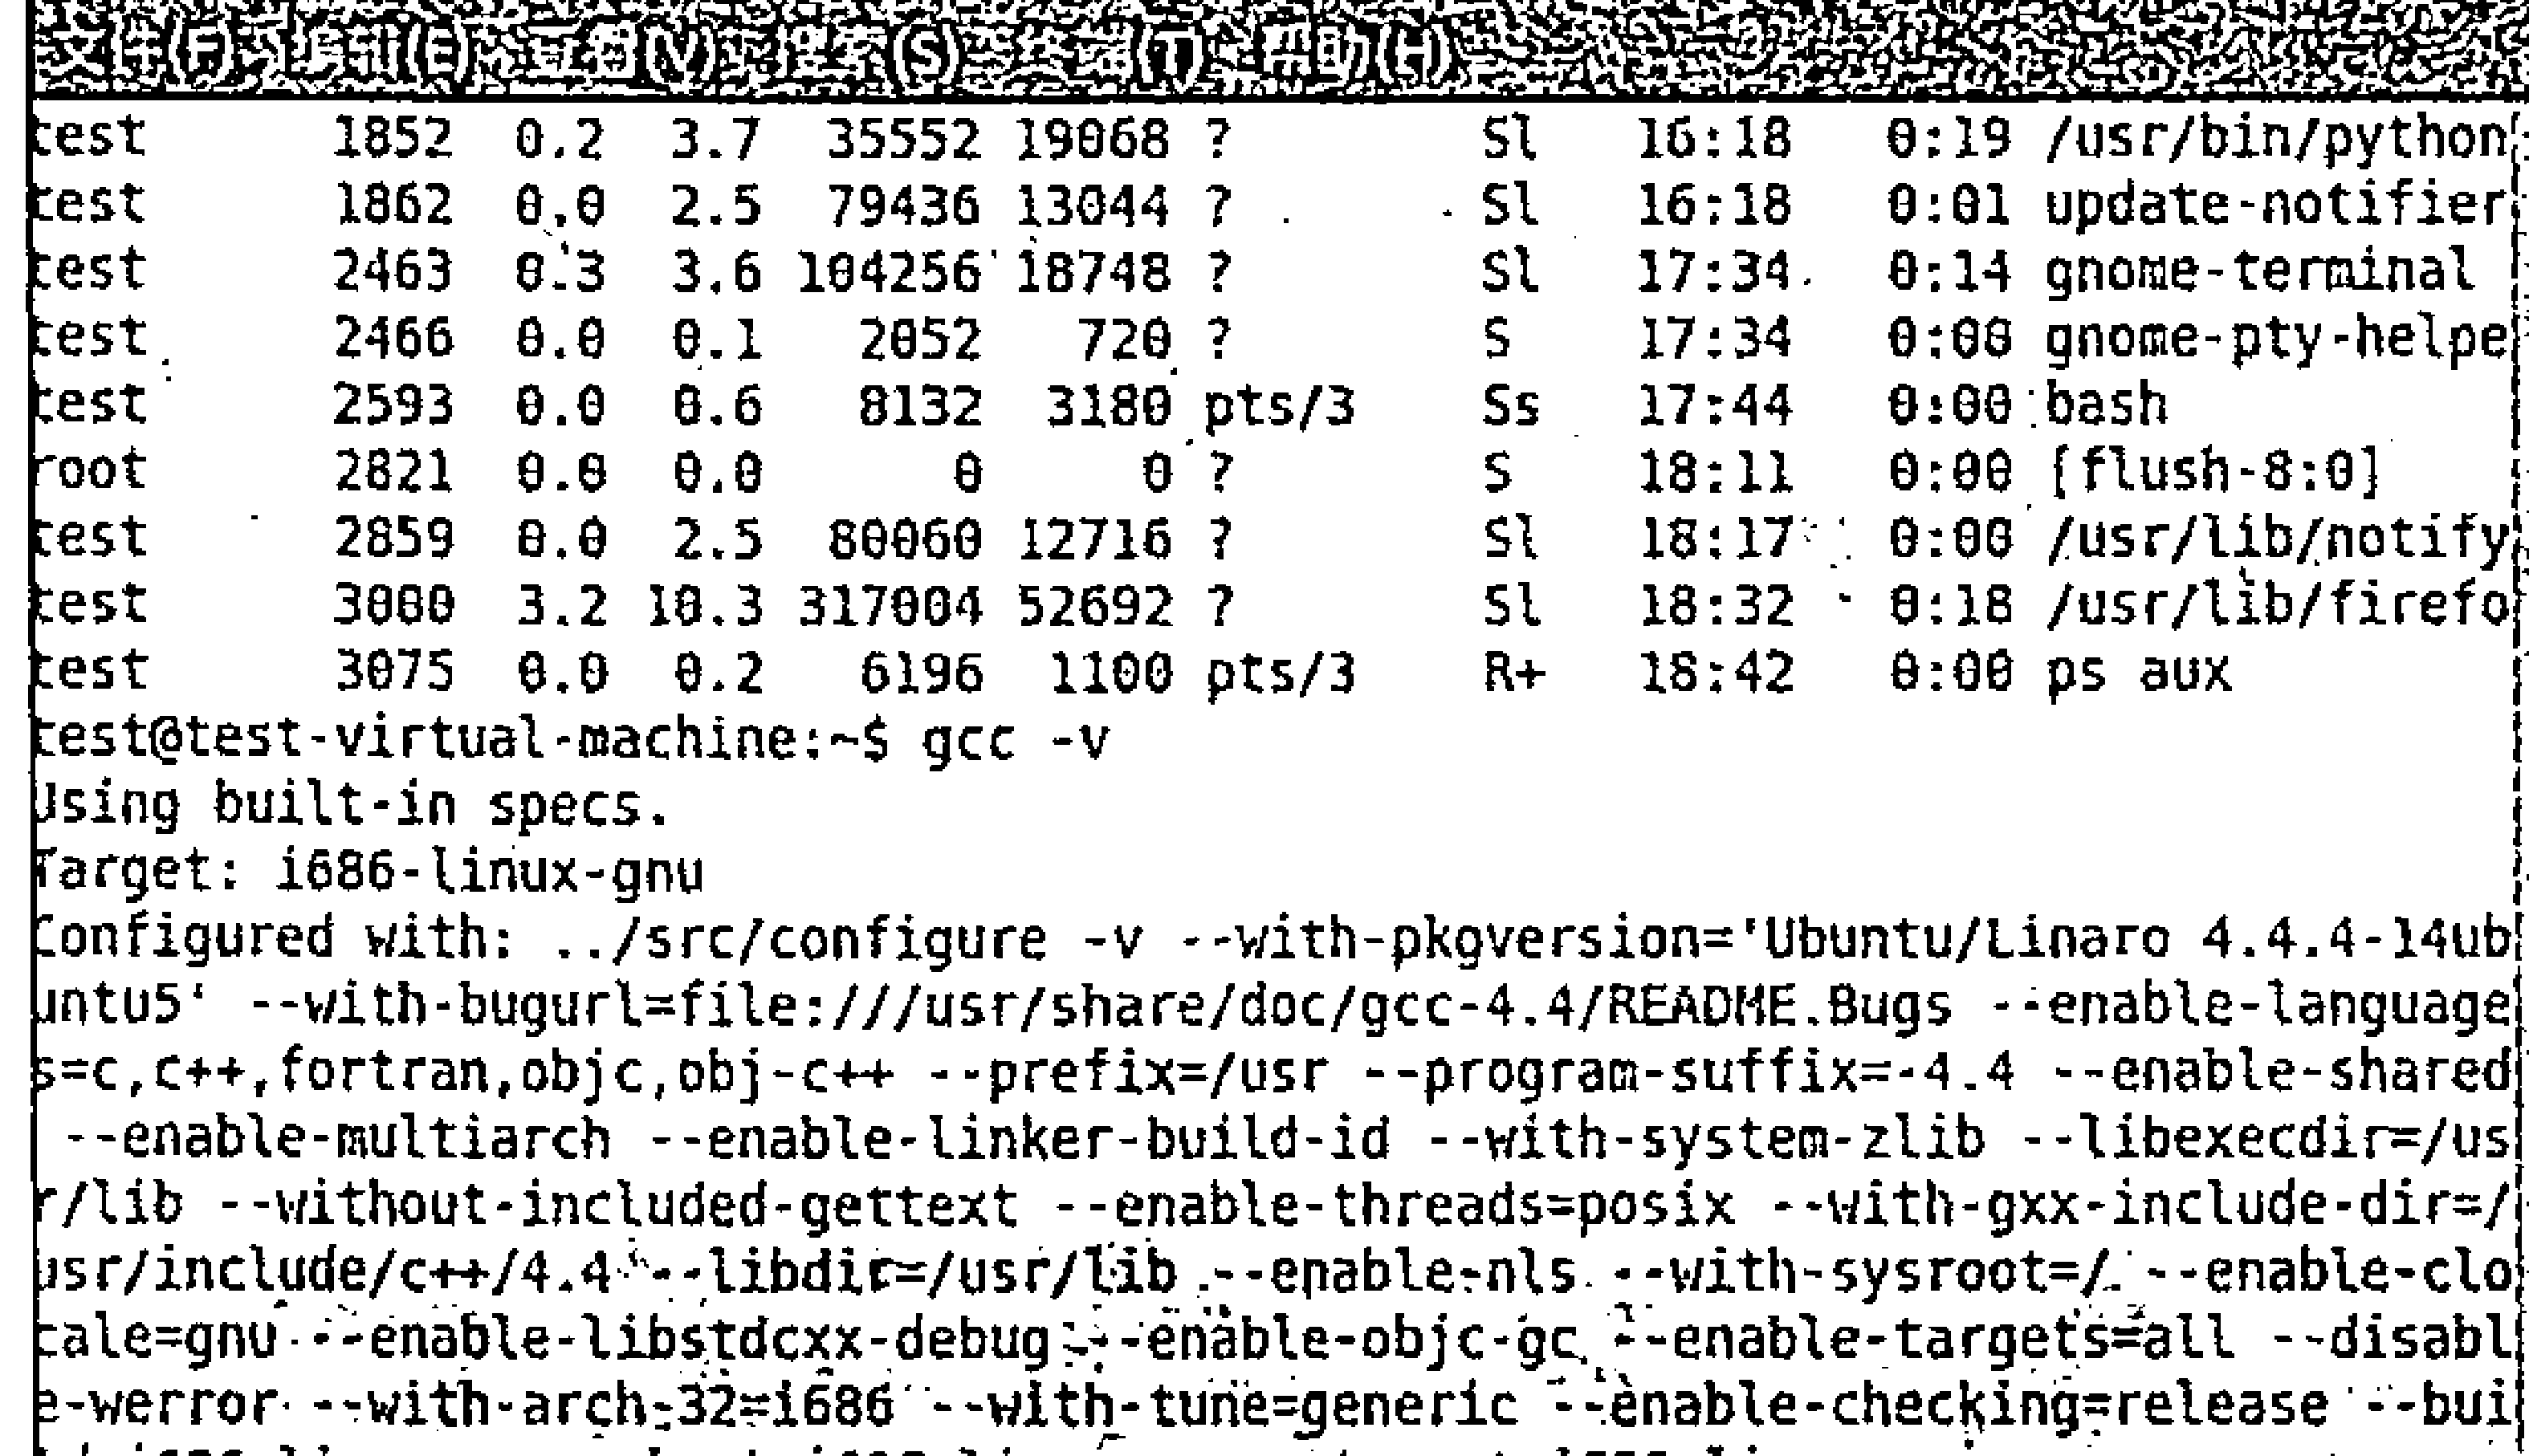 文件(F) (E) (V) (S) (T) 帮助(H)
test 1852 0.2 3.7 35552 19068 ? Sl 16:18 0:19 /usr/bin/python
test 1862 0.0 2.5 79436 13044 ? Sl 16:18 0:01 update-notifier
test 2463 0.3 3.6 104256 18748 ? Sl 17:34 0:14 gnome-terminal
test 2466 0.0 0.1 2052 720 ? S 17:34 0:00 gnome-pty-helpe
test 2593 0.0 0.6 8132 3180 pts/3 Ss 17:44 0:00 bash
root 2821 0.0 0.0 0 0 ? S 18:11 0:00 [flush-8:0]
test 2859 0.0 2.5 80060 12716 ? Sl 18:17 0:00 /usr/lib/notify
test 3000 3.2 10.3 317004 52692 ? Sl 18:32 0:18 /usr/lib/firefo
test 3075 0.0 0.2 6196 1100 pts/3 R+ 18:42 0:00 ps aux
test@test-virtual-machine:~$ gcc -v
Using built-in specs.
Target: i686-linux-gnu
Configured with: ../src/configure -v --with-pkgversion='Ubuntu/Linaro 4.4.4-14ub
untu5' --with-bugurl=file:///usr/share/doc/gcc-4.4/README.Bugs --enable-language
s=c,c++,fortran,objc,obj-c++ --prefix=/usr --program-suffix=-4.4 --enable-shared
--enable-multiarch --enable-linker-build-id --with-system-zlib --libexecdir=/us
r/lib --without-included-gettext --enable-threads=posix --with-gxx-include-dir=/
usr/include/c++/4.4 --libdir=/usr/lib --enable-nls --with-sysroot=/ --enable-clo
cale=gnu --enable-libstdcxx-debug --enable-objc-gc --enable-targets=all --disabl
e-werror --with-arch-32=i686 --with-tune=generic --enable-checking=release --bui